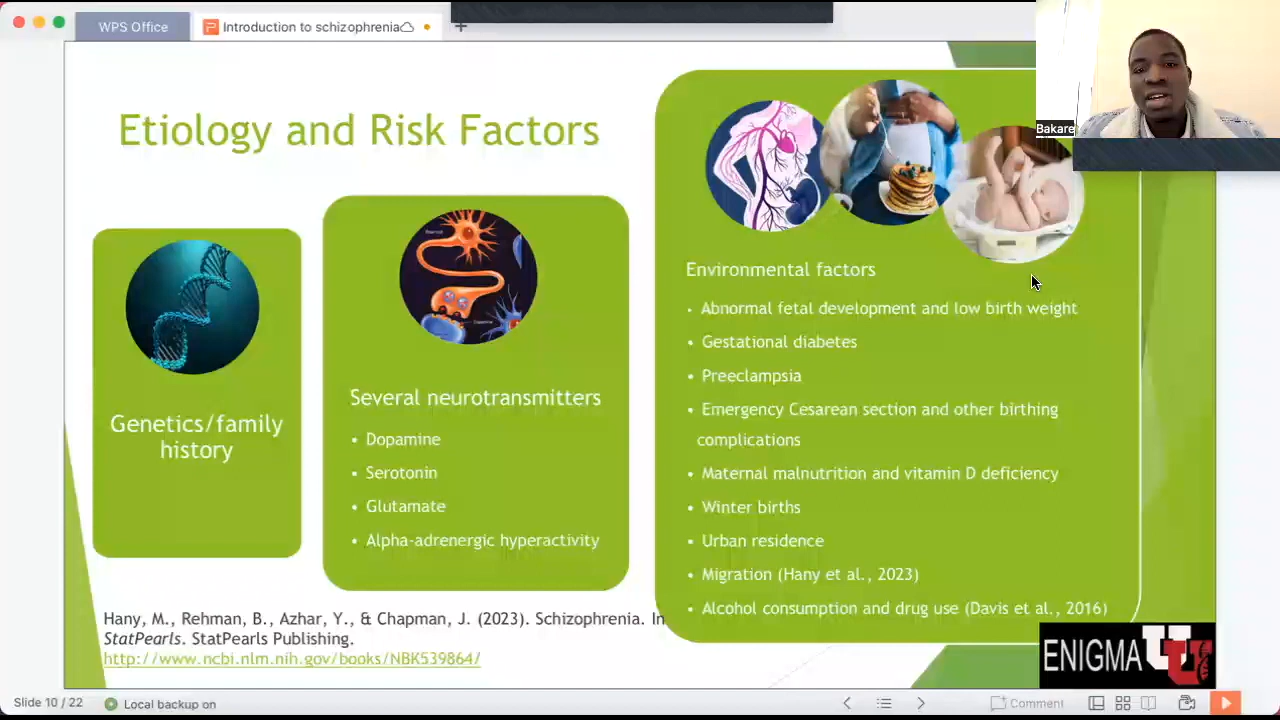 WPS Office
Introduction to schizophrenia
Bakare
Etiology and Risk Factors
Genetics/family
history
Several neurotransmitters
• Dopamine
• Serotonin
• Glutamate
• Alpha-adrenergic hyperactivity
Environmental factors
• Abnormal fetal development and low birth weight
• Gestational diabetes
• Preeclampsia
• Emergency Cesarean section and other birthing
complications
• Maternal malnutrition and vitamin D deficiency
• Winter births
• Urban residence
• Migration (Hany et al., 2023)
• Alcohol consumption and drug use (Davis et al., 2016)
Hany, M., Rehman, B., Azhar, Y., & Chapman, J. (2023). Schizophrenia. In
StatPearls. StatPearls Publishing.
http://www.ncbi.nlm.nih.gov/books/NBK539864/
ENIGMA U
Slide 10 / 22
Local backup on
Comment